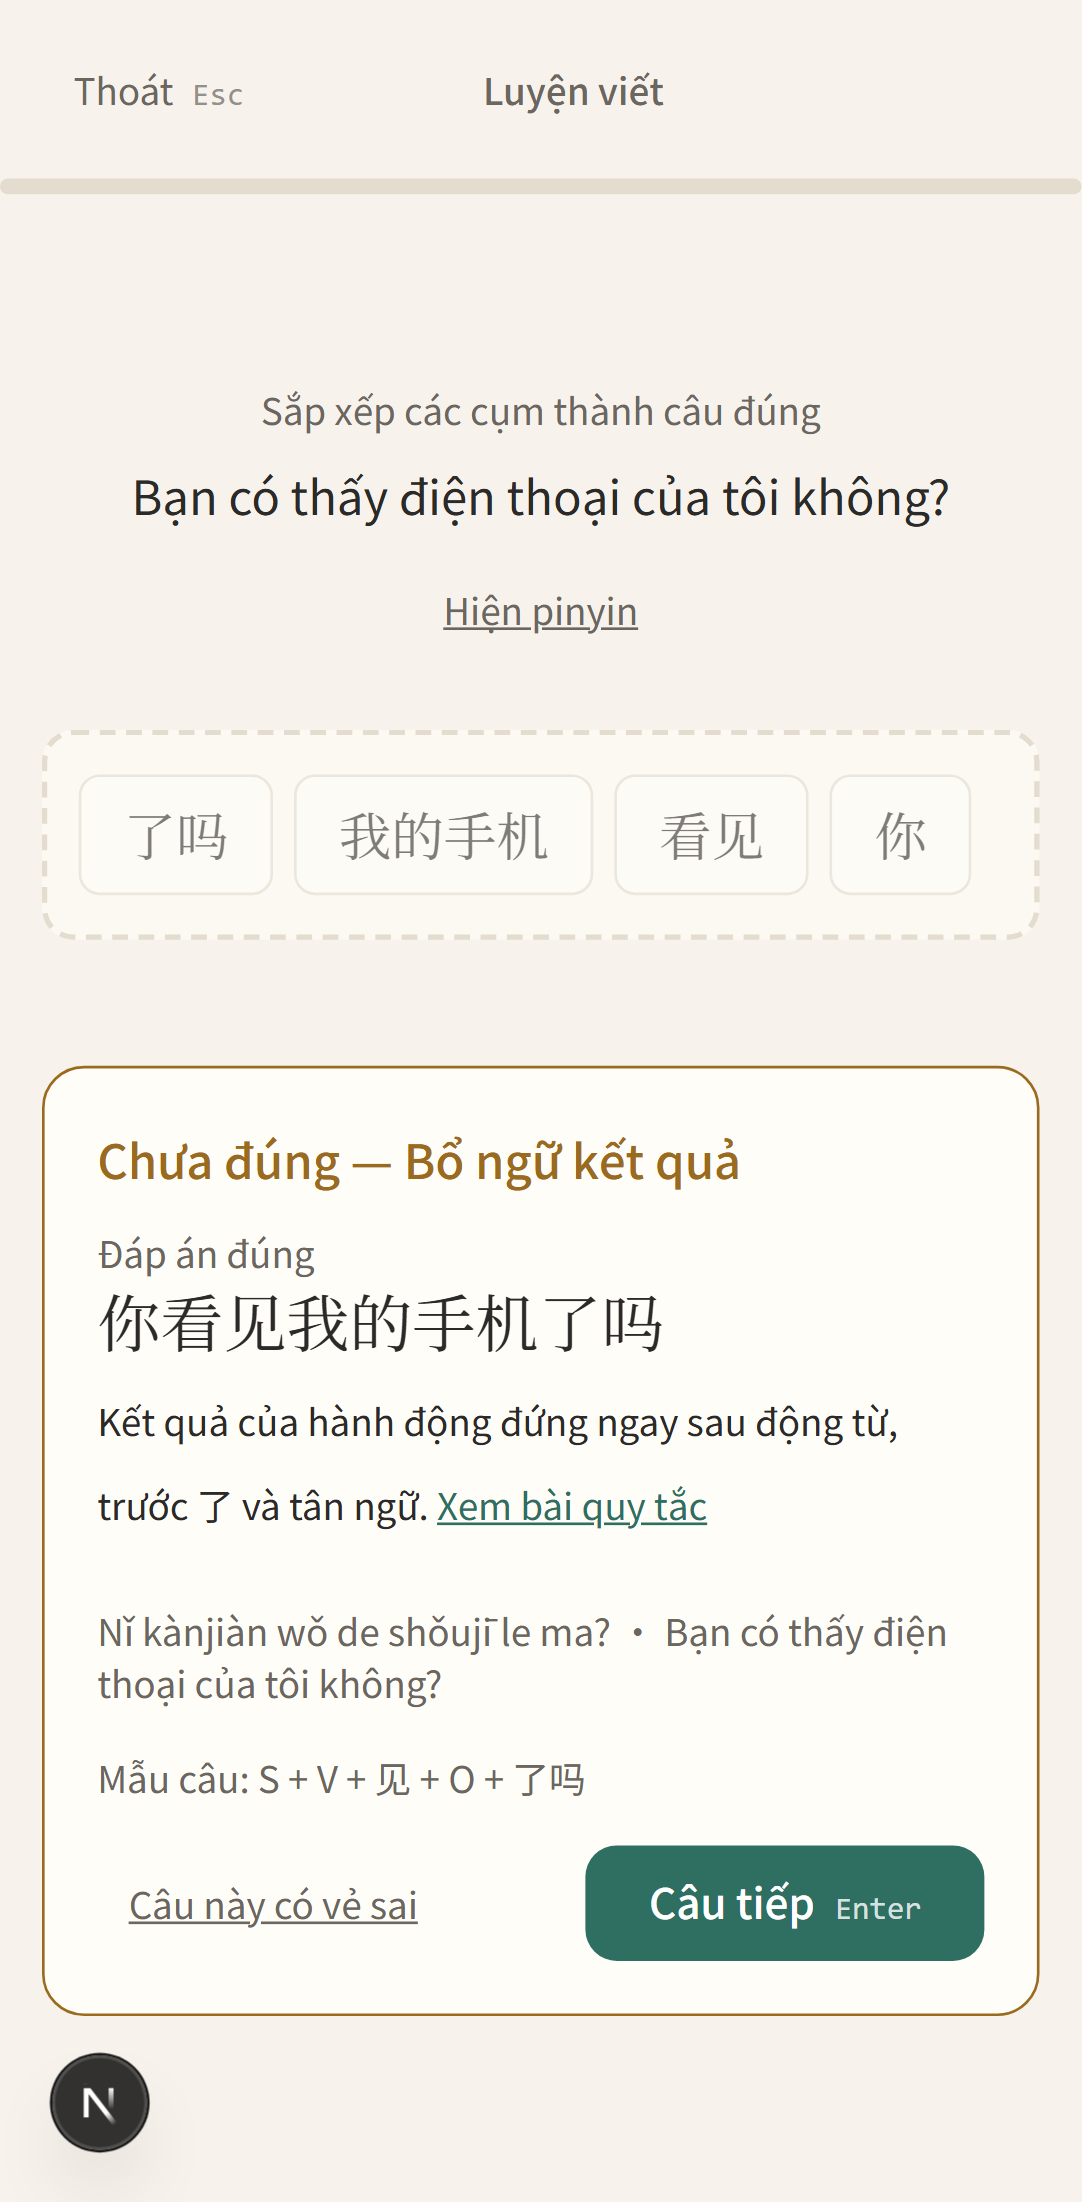 Thoát Esc
Luyện viết
Sắp xếp các cụm thành câu đúng
Bạn có thấy điện thoại của tôi không?
Hiện pinyin
了吗 我的手机 看见 你
Chưa đúng — Bổ ngữ kết quả
Đáp án đúng
你看见我的手机了吗
Kết quả của hành động đứng ngay sau động từ,
trước 了 và tân ngữ. Xem bài quy tắc
Nǐ kànjiàn wǒ de shǒujī le ma? • Bạn có thấy điện
thoại của tôi không?
Mẫu câu: S + V + 见 + O + 了吗
Câu này có vẻ sai
Câu tiếp Enter
N